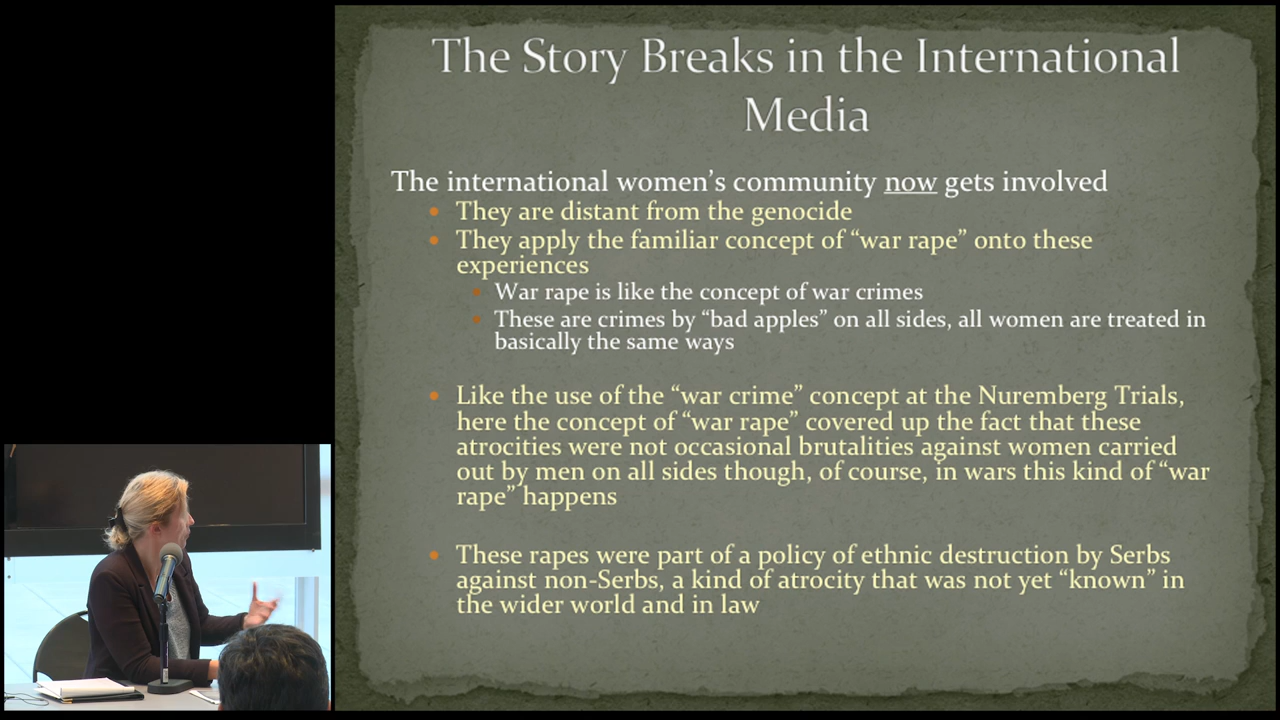 The Story Breaks in the International
Media
The international women's community now gets involved
They are distant from the genocide
They apply the familiar concept of “war rape” onto these
experiences
War rape is like the concept of war crimes
These are crimes by “bad apples” on all sides, all women are treated in
basically the same ways
Like the use of the “war crime” concept at the Nuremberg Trials,
here the concept of “war rape” covered up the fact that these
atrocities were not occasional brutalities against women carried
out by men on all sides though, of course, in wars this kind of “war
rape” happens
These rapes were part of a policy of ethnic destruction by Serbs
against non-Serbs, a kind of atrocity that was not yet “known” in
the wider world and in law